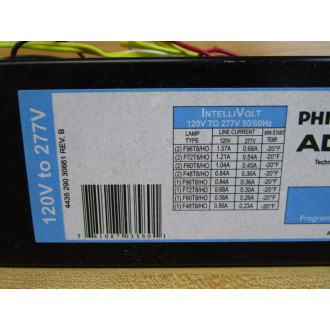 120V to 277V
4435 290 30661 REV. B
INTELLIVOLT
120V TO 277V 50/60Hz
LAMP TYPE LINE CURRENT MIN START TEMP
120V 277V
(2) F96T8/HO 1.57A 0.68A -20°F
(2) F72T8/HO 1.21A 0.54A -20°F
(2) F60T8/HO 1.04A 0.45A -20°F
(2) F48T8/HO 0.84A 0.36A -20°F
(1) F96T8/HO 0.84A 0.36A -20°F
(1) F72T8/HO 0.68A 0.30A -20°F
(1) F60T8/HO 0.58A 0.26A -20°F
(1) F48T8/HO 0.50A 0.23A -20°F
PHI
AD
Techn
Program